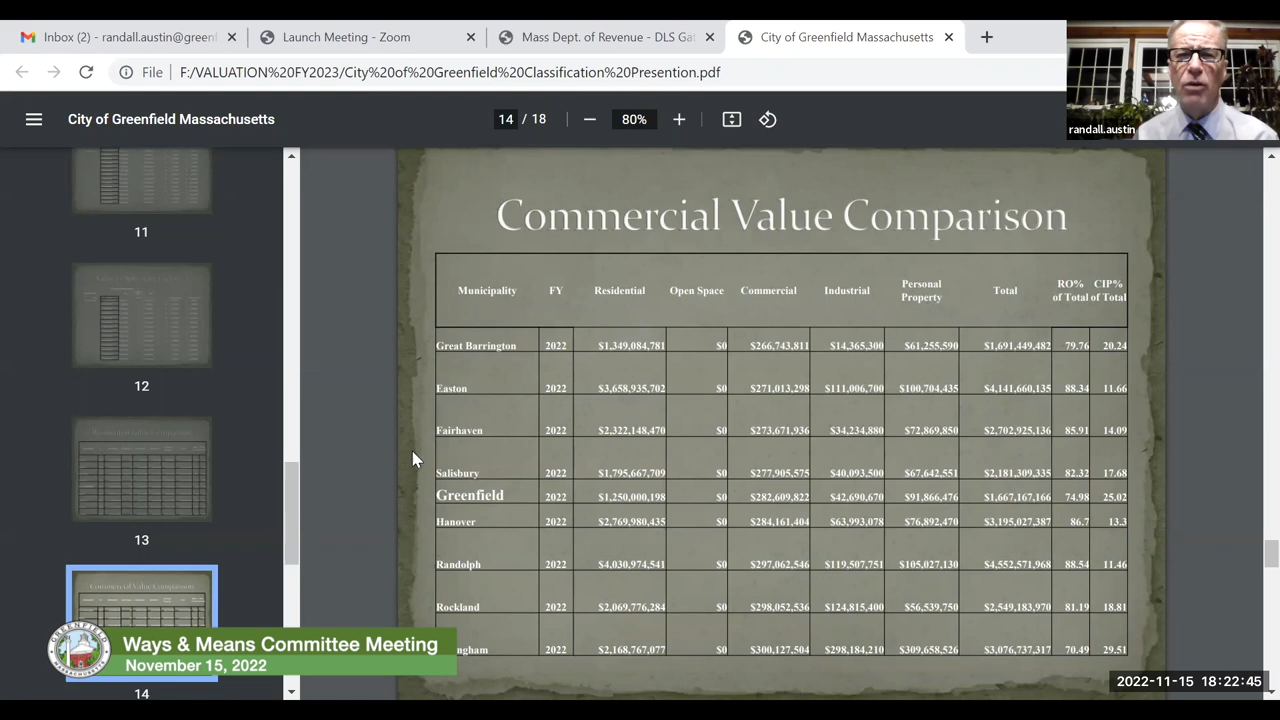 Inbox (2) - randall.austin@greenf
Launch Meeting - Zoom
Mass Dept. of Revenue - DLS Gat
City of Greenfield Massachusetts
File F:/VALUATION%20FY2023/City%20of%20Greenfield%20Classification%20Presention.pdf
randall.austin
City of Greenfield Massachusetts
14 / 18
80%
11
12
13
14
Commercial Value Comparison
Municipality FY Residential Open Space Commercial Industrial Personal Property Total RO% of Total CIP% of Total
Great Barrington 2022 $1,349,084,781 $0 $266,743,811 $14,365,300 $61,255,590 $1,691,449,482 79.76 20.24
Easton 2022 $3,658,935,702 $0 $271,013,298 $111,006,700 $100,704,435 $4,141,660,135 88.34 11.66
Fairhaven 2022 $2,322,148,470 $0 $273,671,936 $34,234,880 $72,869,850 $2,702,925,136 85.91 14.09
Salisbury 2022 $1,795,667,709 $0 $277,905,575 $40,093,500 $67,642,551 $2,181,309,335 82.32 17.68
Greenfield 2022 $1,250,000,198 $0 $282,609,822 $42,690,670 $91,866,476 $1,667,167,166 74.98 25.02
Hanover 2022 $2,769,980,435 $0 $284,161,404 $63,993,078 $76,892,470 $3,195,027,387 86.7 13.3
Randolph 2022 $4,030,974,541 $0 $297,062,546 $119,507,751 $105,027,130 $4,552,571,968 88.54 11.46
Rockland 2022 $2,069,776,284 $0 $298,052,536 $124,815,400 $56,539,750 $2,549,183,970 81.19 18.81
ngham 2022 $2,168,767,077 $0 $300,127,504 $298,184,210 $309,658,526 $3,076,737,317 70.49 29.51
Ways & Means Committee Meeting
November 15, 2022
GREENFIELD
MASSACHUSETTS
2022-11-15 18:22:45